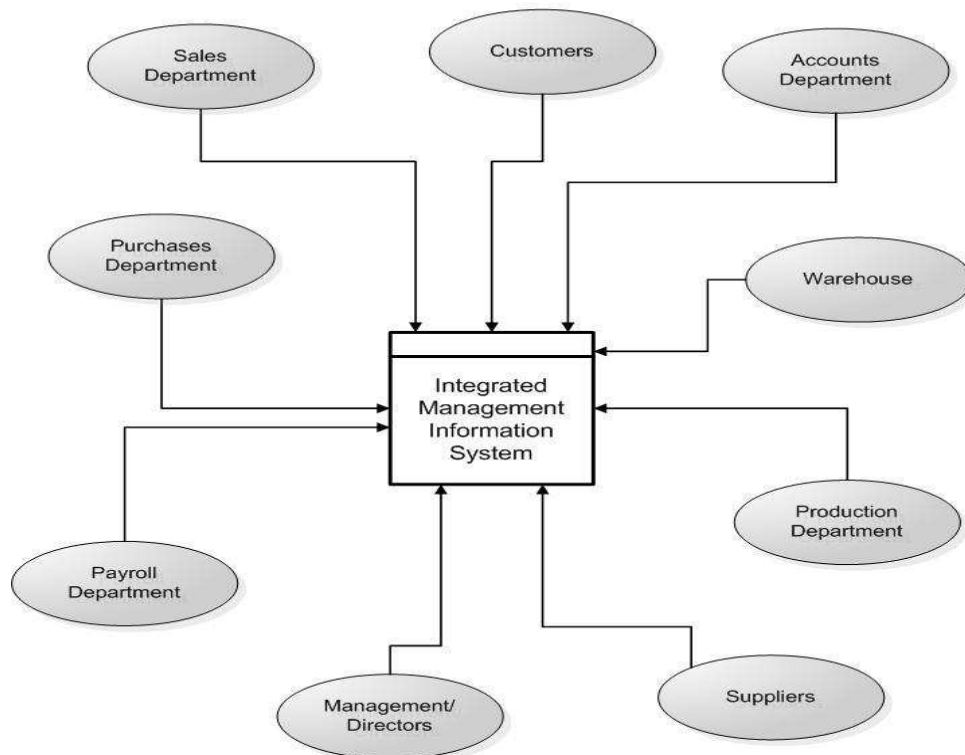 Sales
Department
Customers
Accounts
Department
Purchases
Department
Warehouse
Integrated
Management
Information
System
Production
Department
Payroll
Department
Management/
Directors
Suppliers